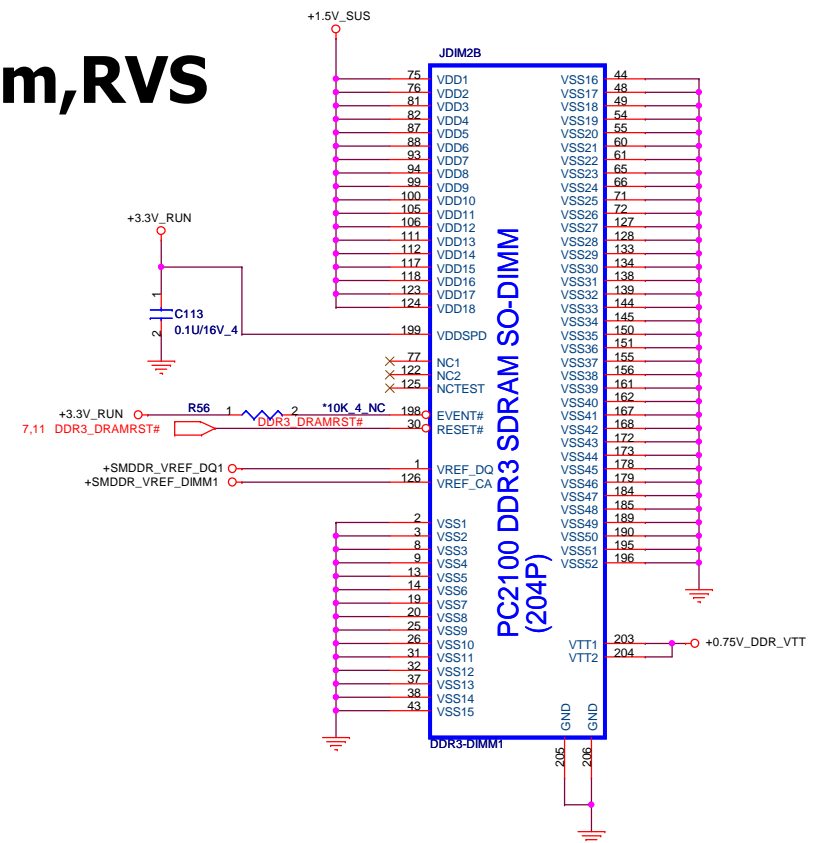 +1.5V_SUS
m,RVS
JDIM2B
75 VDD1 VSS16 44
76 VDD2 VSS17 48
81 VDD3 VSS18 49
82 VDD4 VSS19 54
87 VDD5 VSS20 55
88 VDD6 VSS21 60
93 VDD7 VSS22 61
94 VDD8 VSS23 65
99 VDD9 VSS24 66
100 VDD10 VSS25 71
105 VDD11 VSS26 72
106 VDD12 VSS27 127
111 VDD13 VSS28 128
112 VDD14 VSS29 133
117 VDD15 VSS30 134
118 VDD16 VSS31 138
123 VDD17 VSS32 139
124 VDD18 VSS33 144
VSS34 145
199 VDDSPD VSS35 150
VSS36 151
77 NC1 VSS37 155
122 NC2 VSS38 156
125 NCTEST VSS39 161
VSS40 162
198 EVENT# VSS41 167
30 RESET# VSS42 168
VSS43 172
VSS44 173
1 VREF_DQ VSS45 178
126 VREF_CA VSS46 179
VSS47 184
VSS48 185
2 VSS1 VSS49 189
3 VSS2 VSS50 190
8 VSS3 VSS51 195
9 VSS4 VSS52 196
13 VSS5
14 VSS6
19 VSS7
20 VSS8
25 VSS9
26 VSS10 VTT1 203
31 VSS11 VTT2 204
32 VSS12
37 VSS13
38 VSS14
43 VSS15
+3.3V_RUN
1
C113
0.1U/16V_4
2
+3.3V_RUN R56 1 2 *10K_4_NC
7,11 DDR3_DRAMRST# DDR3_DRAMRST#
+SMDDR_VREF_DQ1
+SMDDR_VREF_DIMM1
PC2100 DDR3 SDRAM SO-DIMM
(204P)
+0.75V_DDR_VTT
GND GND
DDR3-DIMM1
205 206